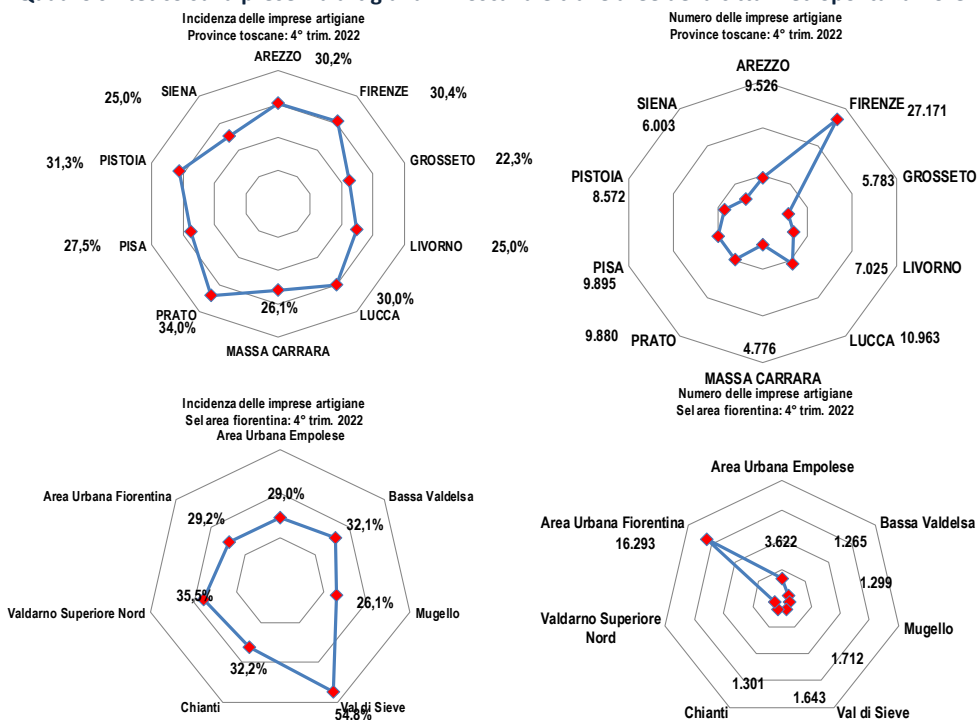 Incidenza delle imprese artigiane
Province toscane: 4° trim. 2022
AREZZO
30,2%
SIENA
FIRENZE
25,0%
30,4%
31,3%
PISTOIA
GROSSETO
22,3%
27,5%
PISA
LIVORNO
25,0%
PRATO
34,0%
26,1%
30,0%
LUCCA
MASSA CARRARA
Numero delle imprese artigiane
Province toscane: 4° trim. 2022
AREZZO
9.526
SIENA
6.003
FIRENZE
27.171
PISTOIA
8.572
5.783
GROSSETO
PISA
9.895
7.025
LIVORNO
9.880
PRATO
4.776
LUCCA
10.963
MASSA CARRARA
Incidenza delle imprese artigiane
Sel area fiorentina: 4° trim. 2022
Area Urbana Empolese
Area Urbana Fiorentina
29,0%
Bassa Valdelsa
29,2%
32,1%
35,5%
26,1%
Valdarno Superiore Nord
Mugello
32,2%
Chianti
Val di Sieve
54,8%
Numero delle imprese artigiane
Sel area fiorentina: 4° trim. 2022
Area Urbana Empolese
Area Urbana Fiorentina
16.293
3.622
1.265
Bassa Valdelsa
1.299
Valdarno Superiore
Nord
Mugello
1.712
1.301
1.643
Chianti
Val di Sieve